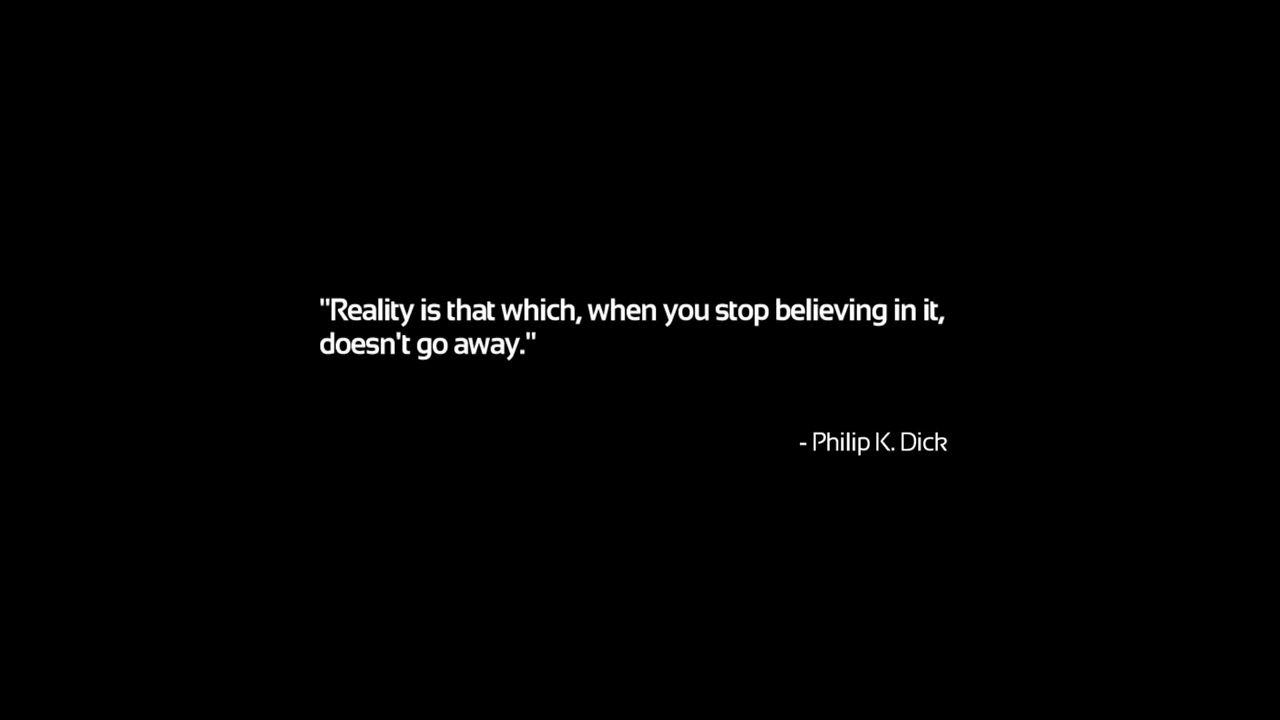 "Reality is that which, when you stop believing in it,
doesn't go away."
- Philip K. Dick